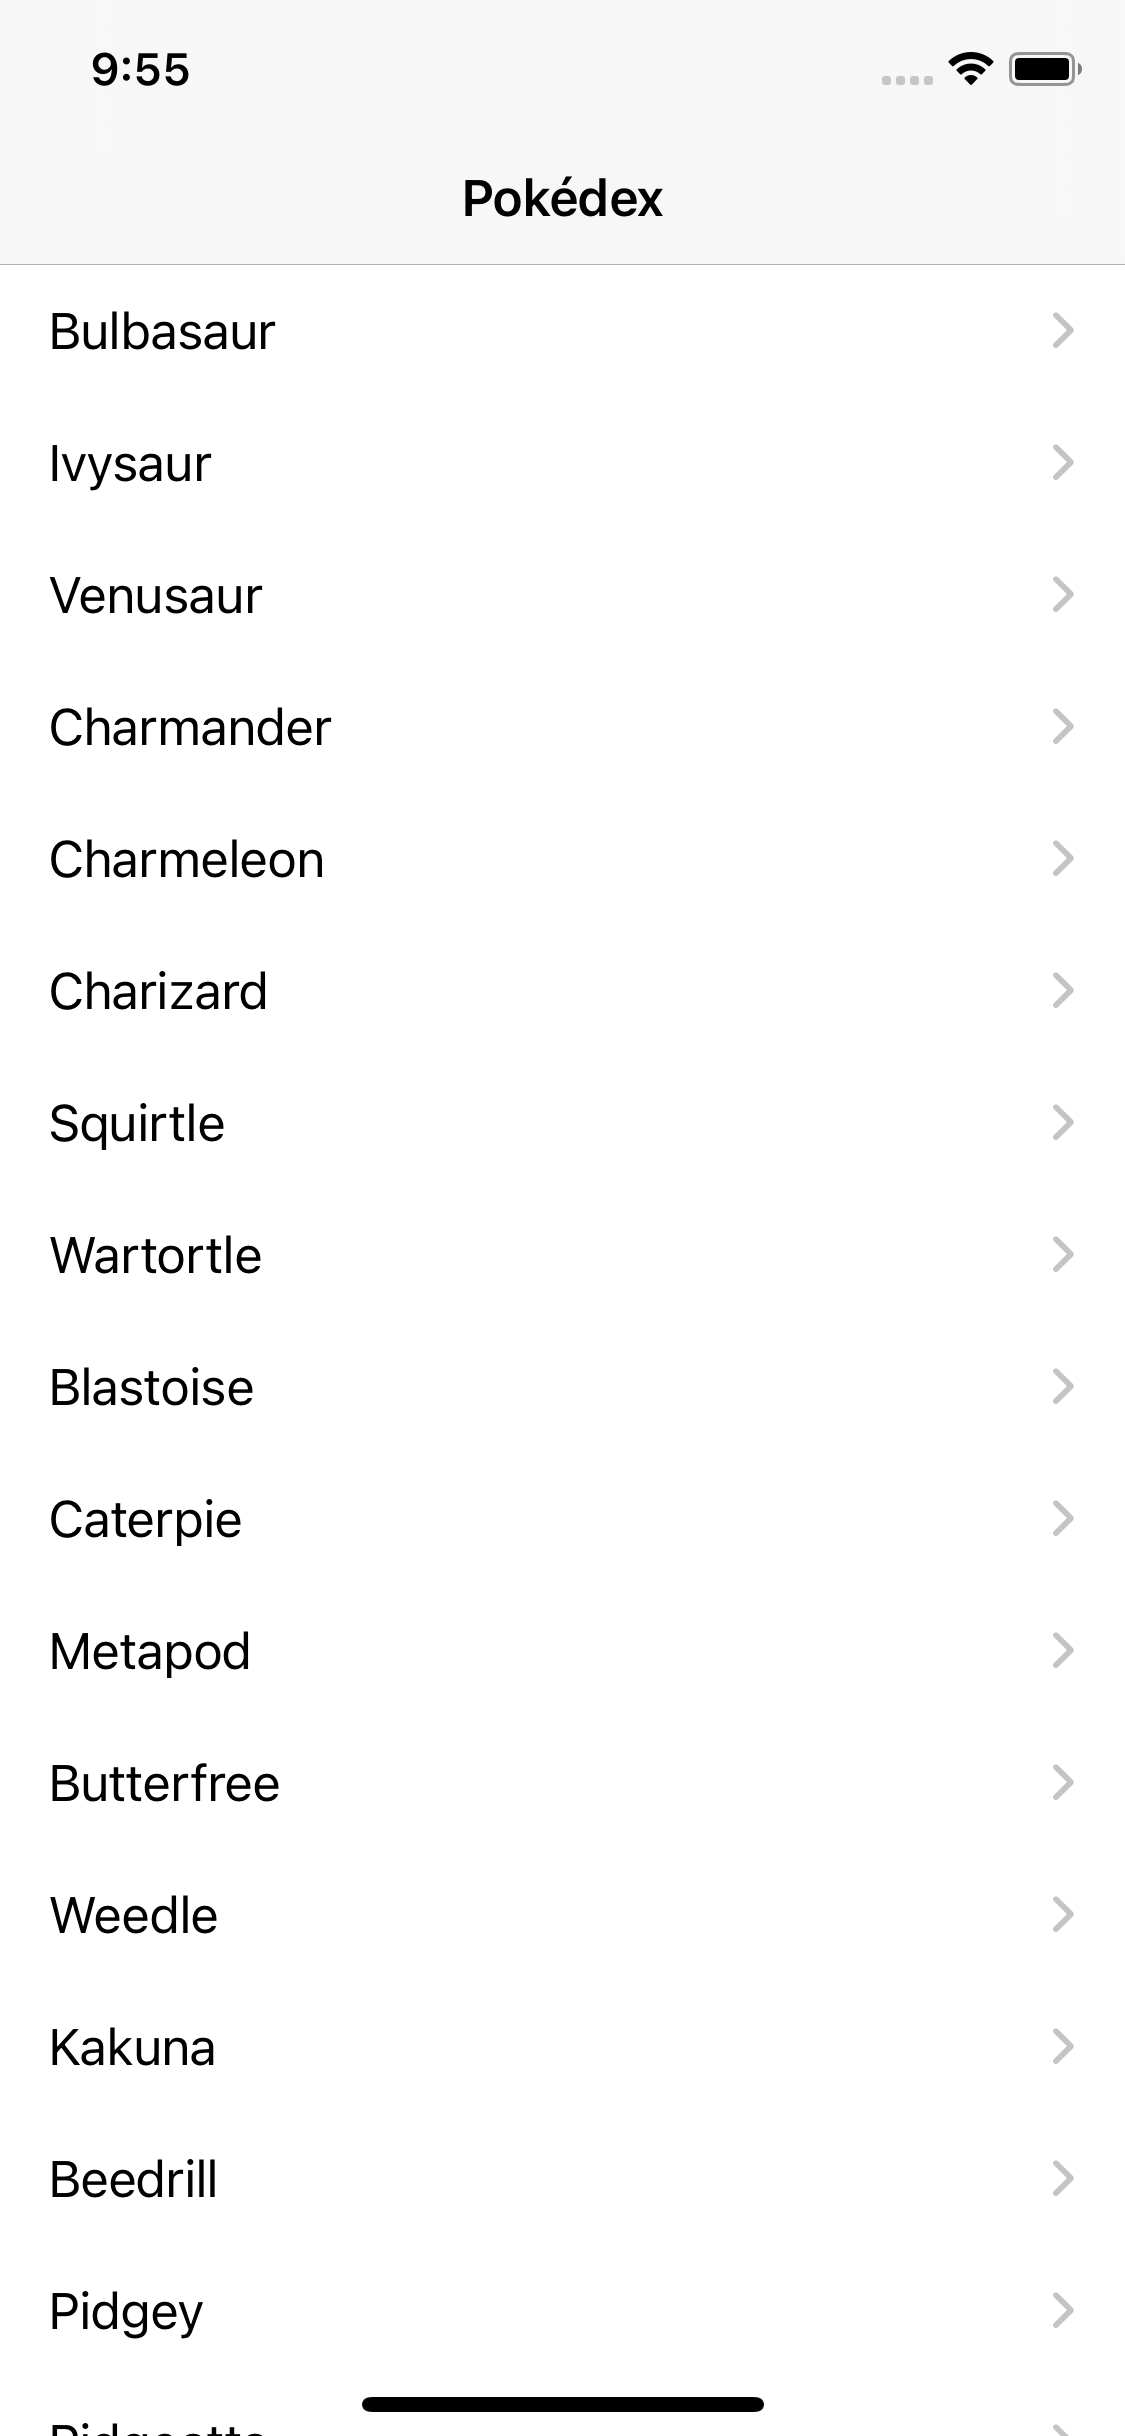 9:55
Pokédex
Bulbasaur
Ivysaur
Venusaur
Charmander
Charmeleon
Charizard
Squirtle
Wartortle
Blastoise
Caterpie
Metapod
Butterfree
Weedle
Kakuna
Beedrill
Pidgey